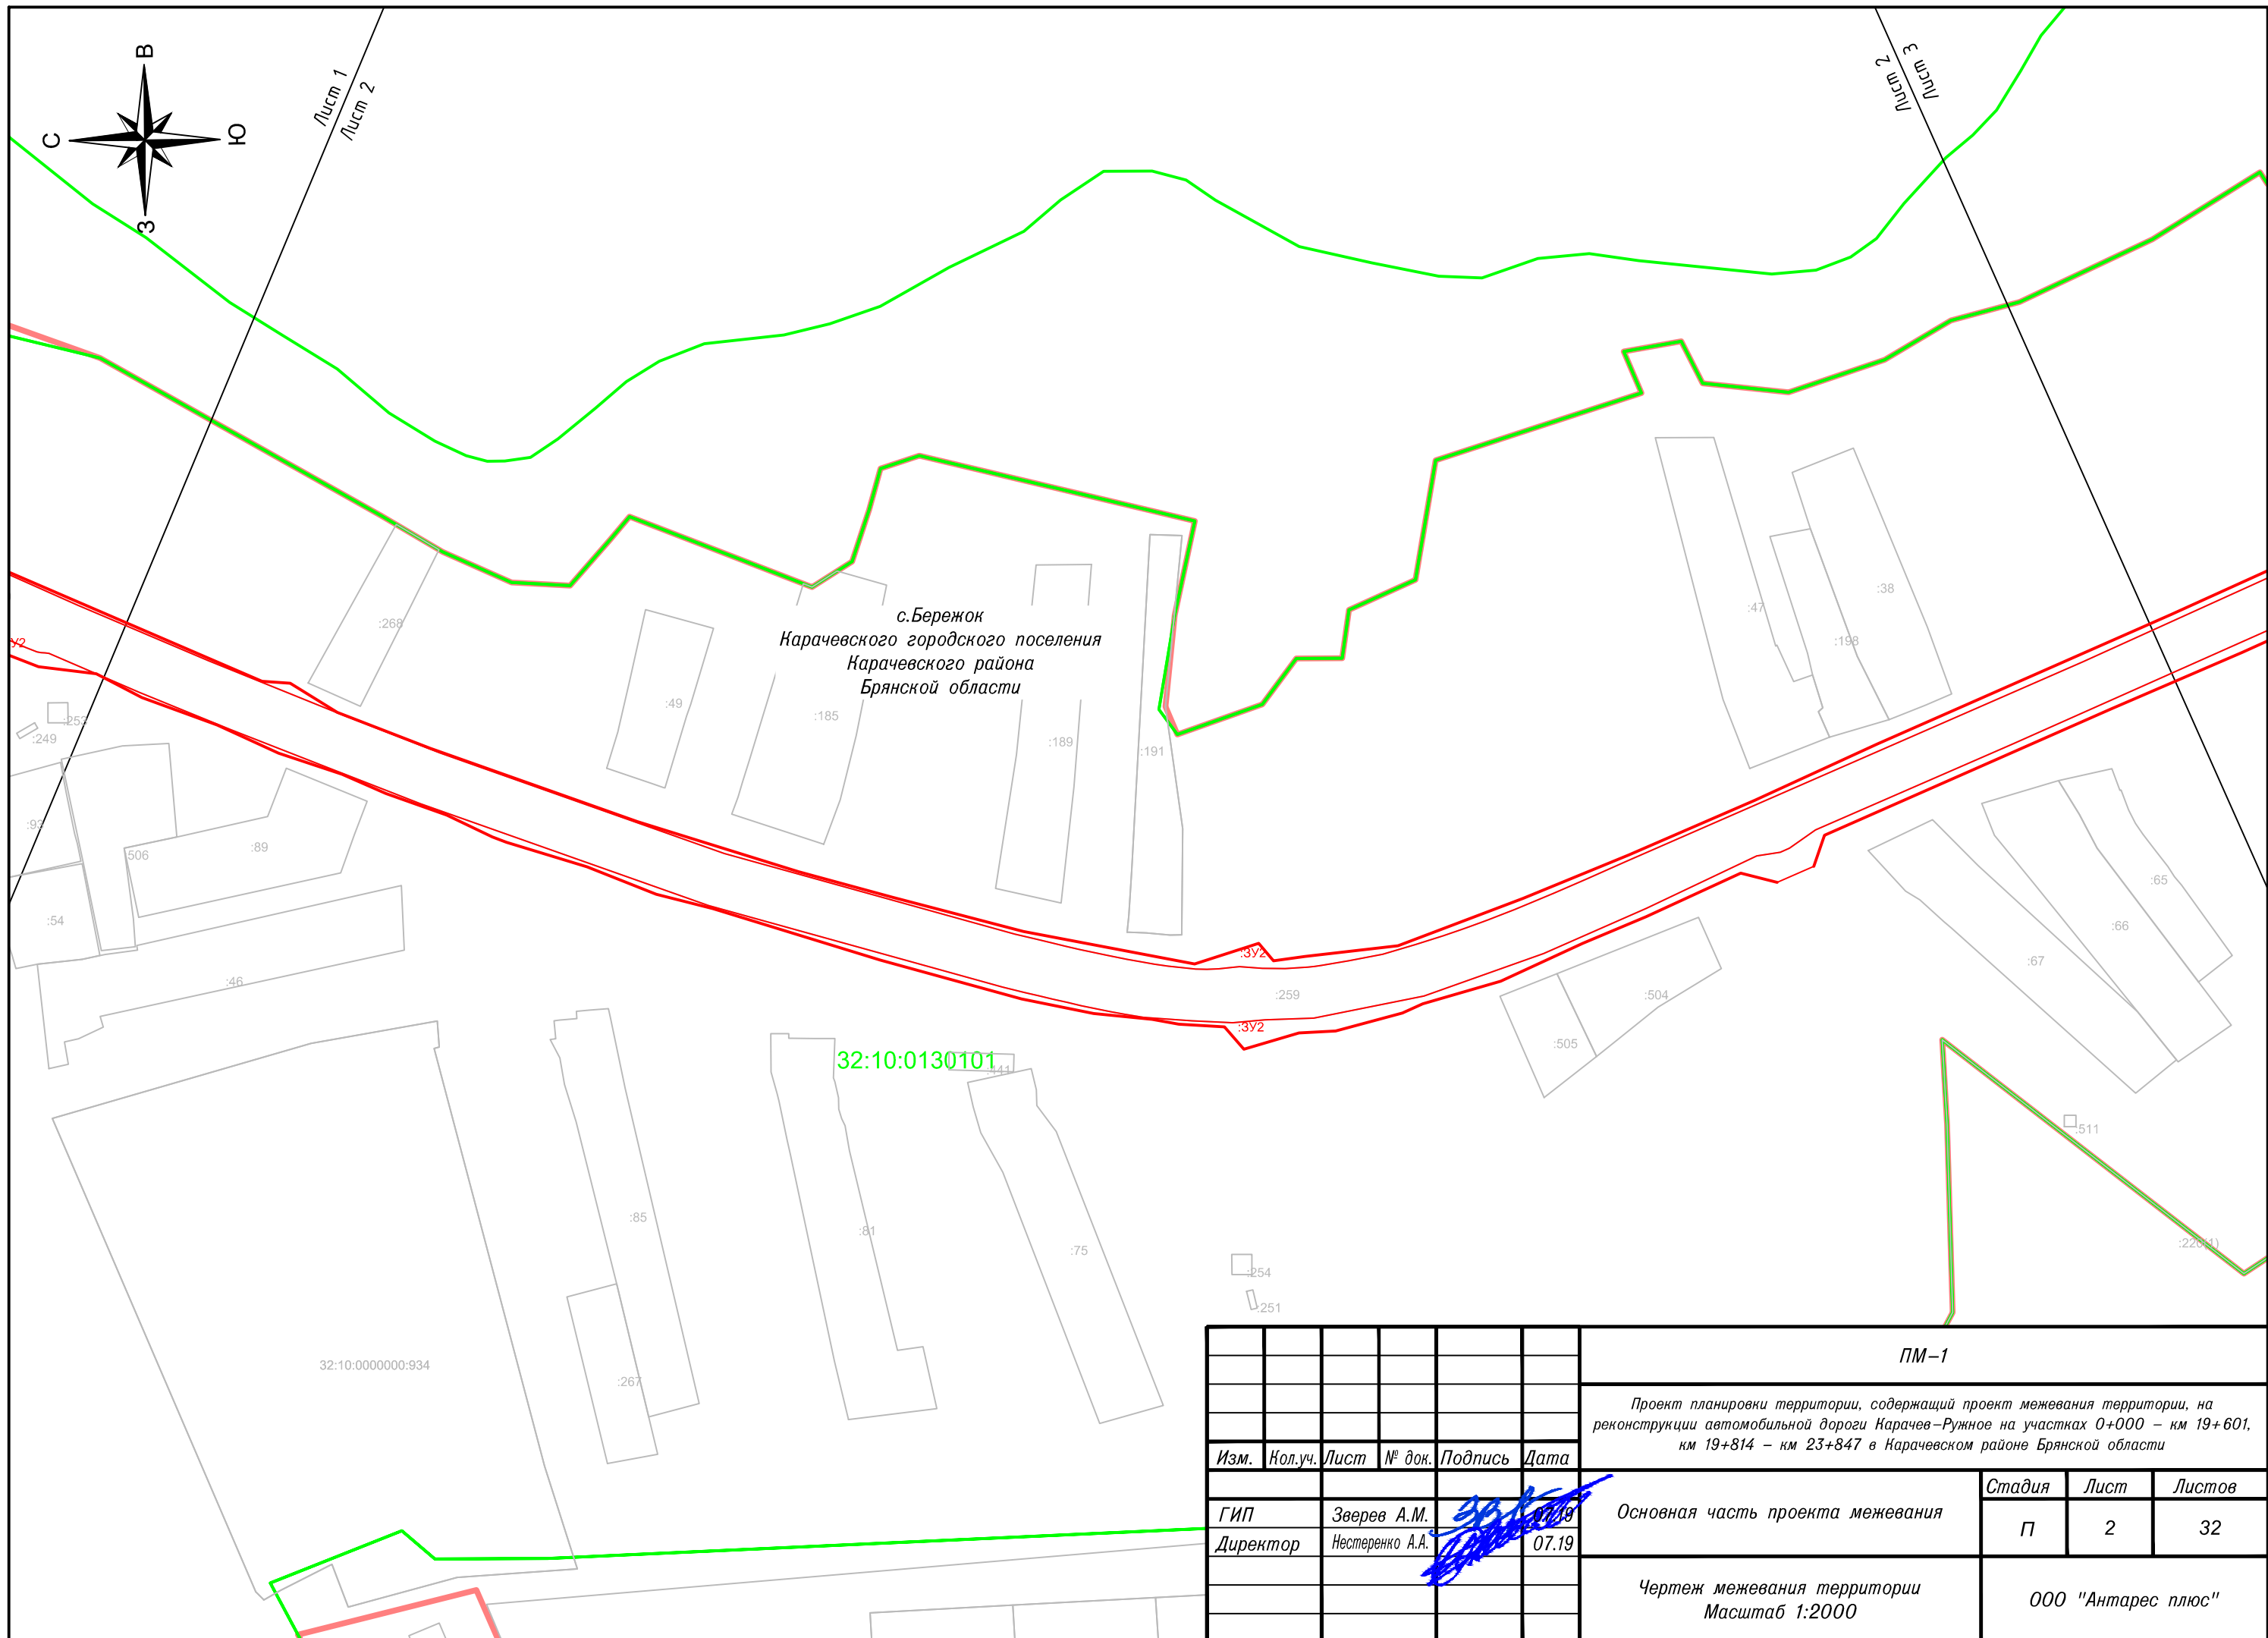 В
С
Ю
З
Лист 1
Лист 2
Лист 2
Лист 3
с.Бережок
Карачевского городского поселения
Карачевского района
Брянской области
:268
:49
:185
:189
:191
:47
:38
:198
У2
:253
:249
:93
506
:89
:54
:46
:ЗУ2
:259
:ЗУ2
:504
:505
:65
:66
:67
:511
32:10:0130101
:441
:85
:81
:75
:254
:251
:267
32:10:0000000:934
ПМ-1
Проект планировки территории, содержащий проект межевания территории, на
реконструкции автомобильной дороги Карачев-Ружное на участках 0+000 – км 19+601,
км 19+814 – км 23+847 в Карачевском районе Брянской области
Изм. Кол.уч. Лист № док. Подпись Дата
ГИП Зверев А.М. 07.19
Директор Нестеренко А.А. 07.19
Основная часть проекта межевания
Стадия Лист Листов
П 2 32
Чертеж межевания территории
Масштаб 1:2000
ООО "Антарес плюс"